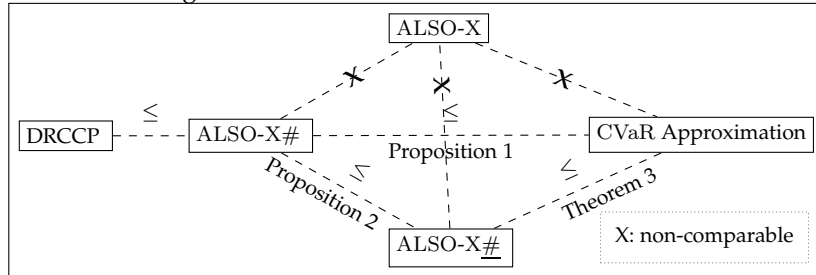 ALSO-X
X
X
X
≤
≤
DRCCP
ALSO-X#
CVaR Approximation
Proposition 1
≤
≤
Proposition 2
Theorem 3
ALSO-X#
X: non-comparable